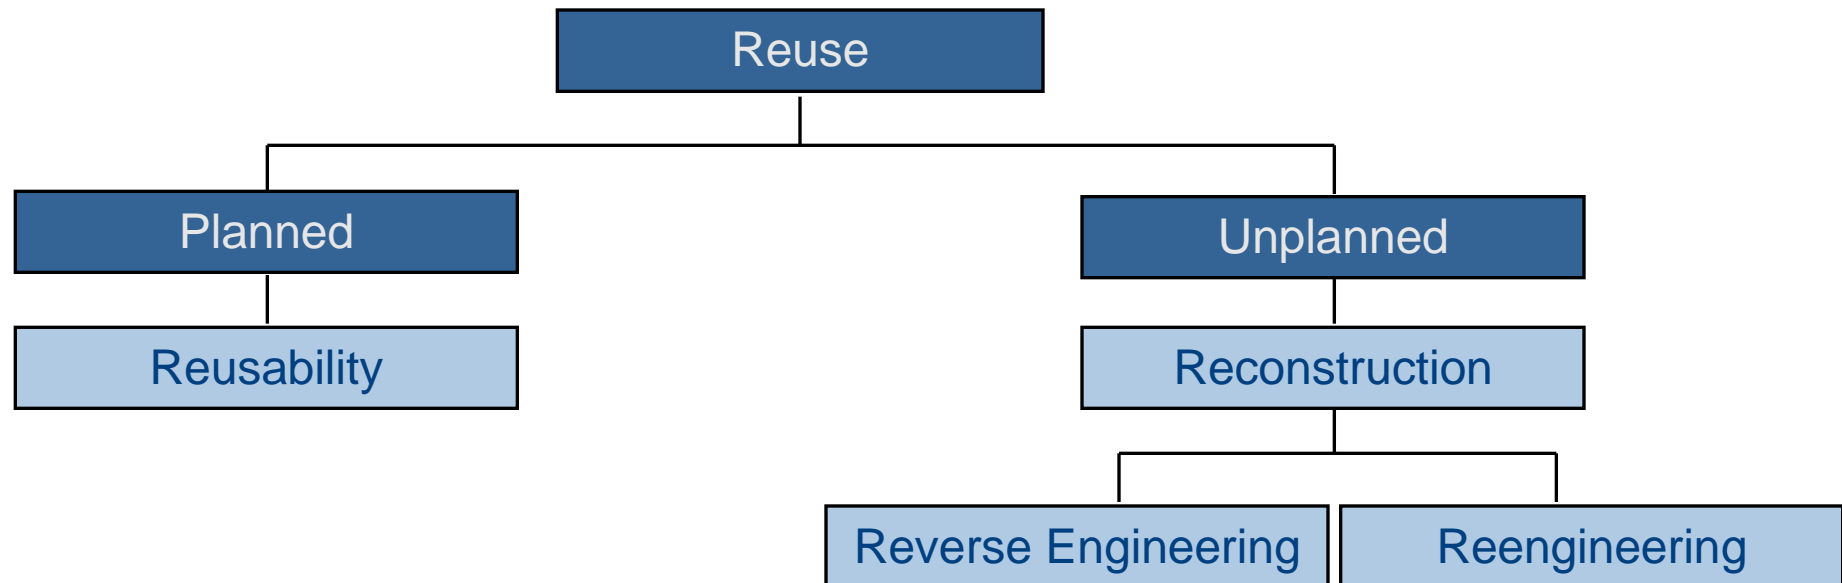 Reuse
Planned
Unplanned
Reusability
Reconstruction
Reverse Engineering
Reengineering